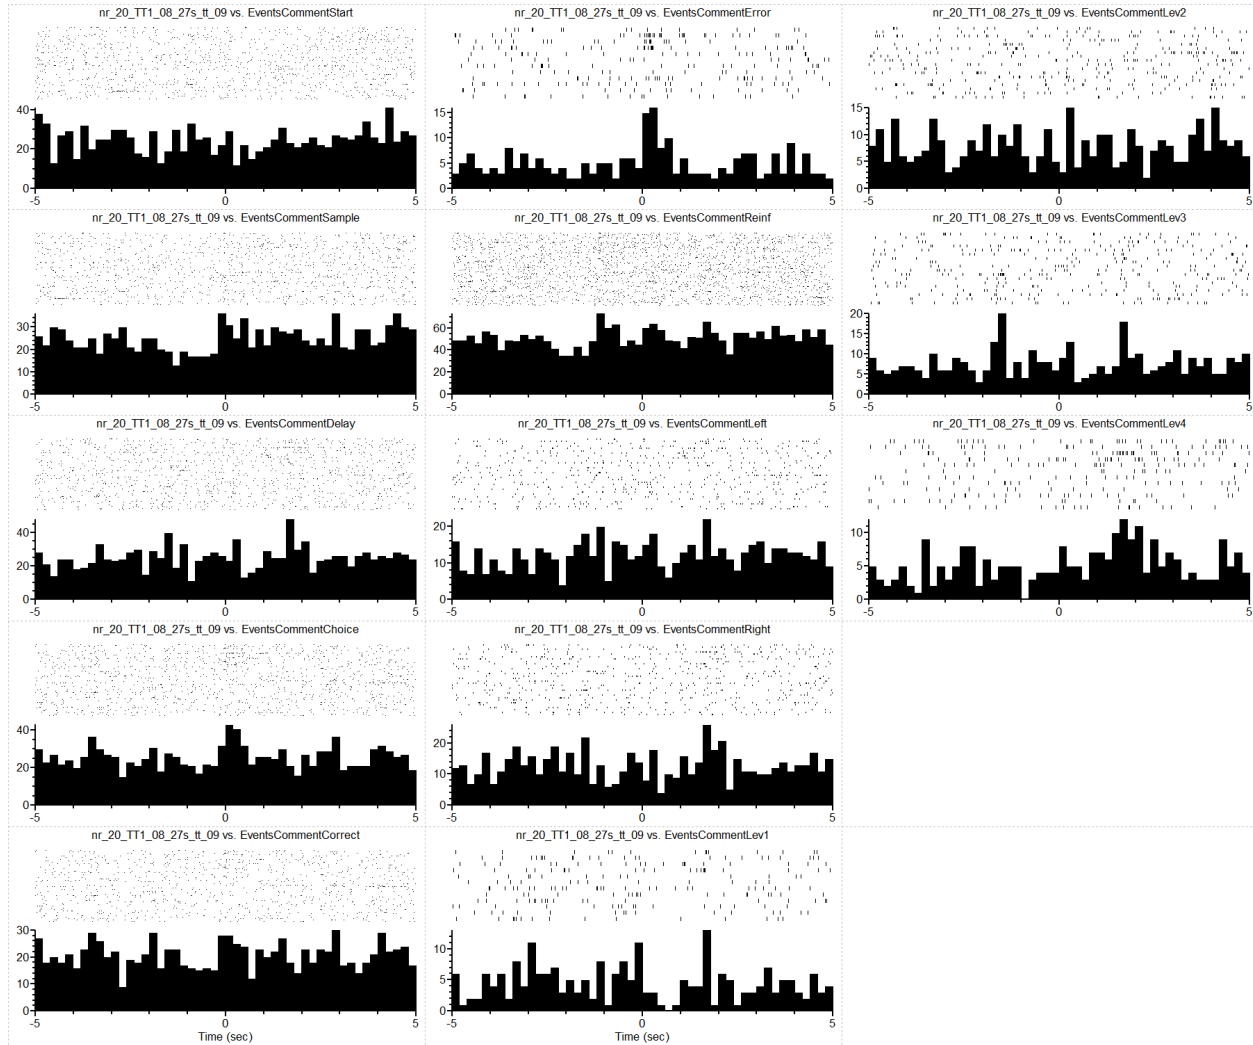 nr_20_TT1_08_27s_tt_09 vs. EventsCommentStart
40
20
0
-5 0 5
nr_20_TT1_08_27s_tt_09 vs. EventsCommentError
15
10
5
0
-5 0 5
nr_20_TT1_08_27s_tt_09 vs. EventsCommentLev2
15
10
5
0
-5 0 5
nr_20_TT1_08_27s_tt_09 vs. EventsCommentSample
30
20
10
0
-5 0 5
nr_20_TT1_08_27s_tt_09 vs. EventsCommentReinf
60
40
20
0
-5 0 5
nr_20_TT1_08_27s_tt_09 vs. EventsCommentLev3
20
15
10
5
0
-5 0 5
nr_20_TT1_08_27s_tt_09 vs. EventsCommentDelay
40
20
0
-5 0 5
nr_20_TT1_08_27s_tt_09 vs. EventsCommentLeft
20
10
0
-5 0 5
nr_20_TT1_08_27s_tt_09 vs. EventsCommentLev4
10
5
0
-5 0 5
nr_20_TT1_08_27s_tt_09 vs. EventsCommentChoice
40
20
0
-5 0 5
nr_20_TT1_08_27s_tt_09 vs. EventsCommentRight
20
10
0
-5 0 5
nr_20_TT1_08_27s_tt_09 vs. EventsCommentCorrect
30
20
10
0
-5 0 5
Time (sec)
nr_20_TT1_08_27s_tt_09 vs. EventsCommentLev1
10
5
0
-5 0 5
Time (sec)